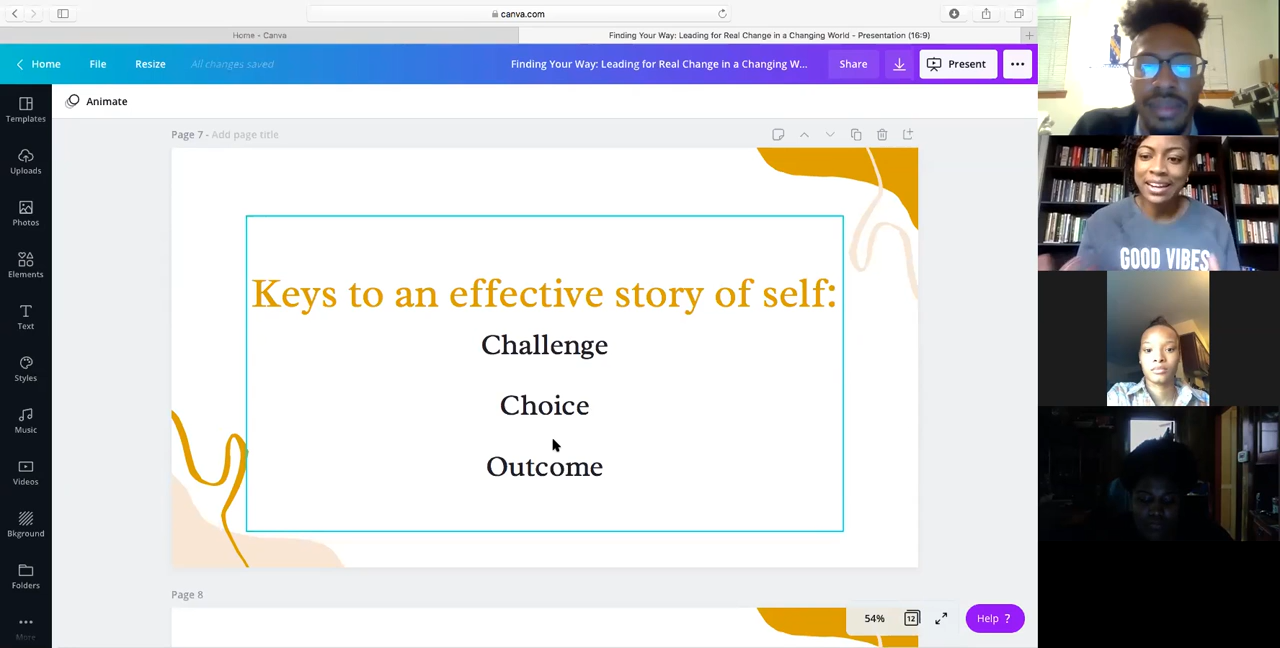 canva.com
Home - Canva
Finding Your Way: Leading for Real Change in a Changing World - Presentation (16:9)
Home
File
Resize
All changes saved
Finding Your Way: Leading for Real Change in a Changing W...
Share
Present
Templates
Animate
Page 7 - Add page title
Uploads
Photos
Elements
Text
Styles
Music
Videos
Bkground
Folders
More
Keys to an effective story of self:
Challenge
Choice
Outcome
Page 8
54%
12
Help ?
GOOD VIBES